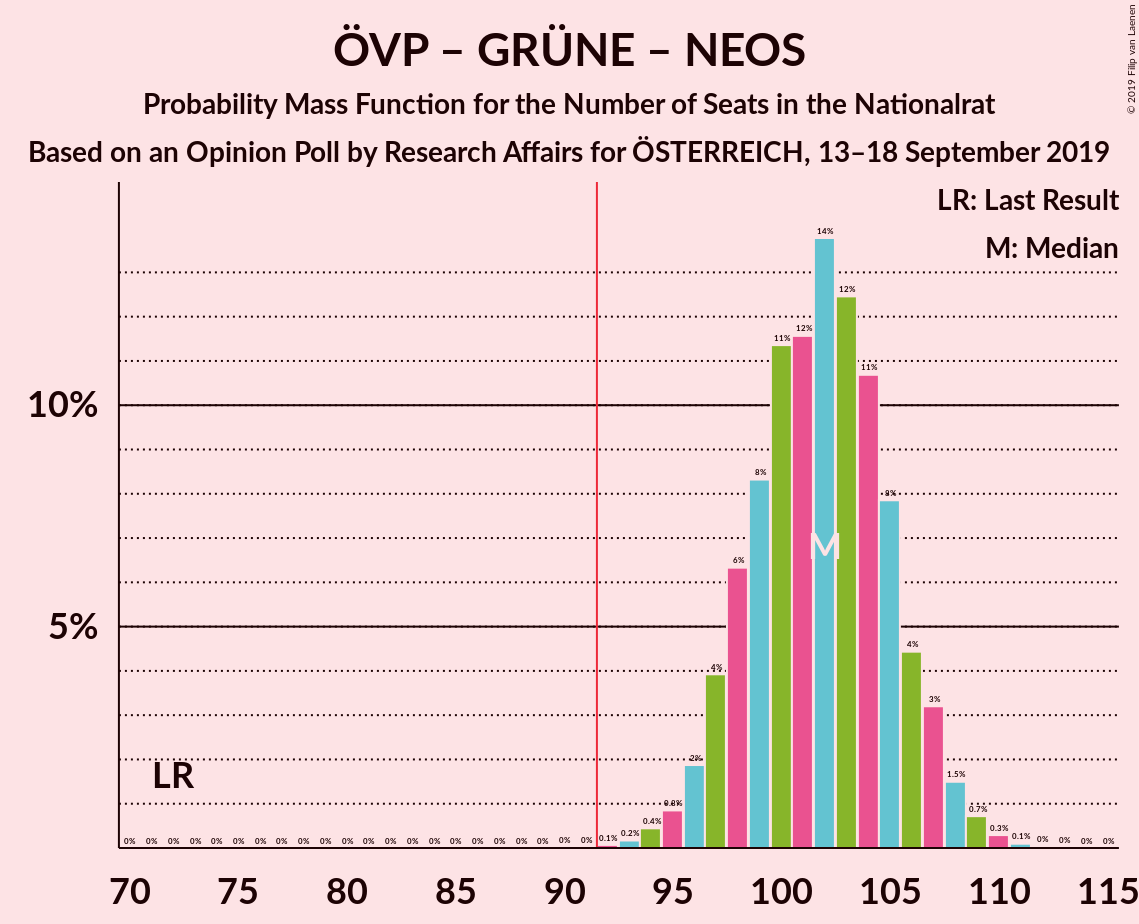 ÖVP – GRÜNE – NEOS
Probability Mass Function for the Number of Seats in the Nationalrat
Based on an Opinion Poll by Research Affairs for ÖSTERREICH, 13–18 September 2019
© 2019 Filip van Laenen
LR: Last Result
M: Median
14%
12%
12%
11%
11%
10%
8%
8%
M
6%
5%
4%
4%
3%
2%
LR
1.5%
0.8%
0.7%
0.4%
0.2%
0.3%
0% 0% 0% 0% 0% 0% 0% 0% 0% 0% 0% 0% 0% 0% 0% 0% 0% 0% 0% 0% 0% 0% 0.1% 0.1% 0% 0% 0% 0%
70 75 80 85 90 95 100 105 110 115